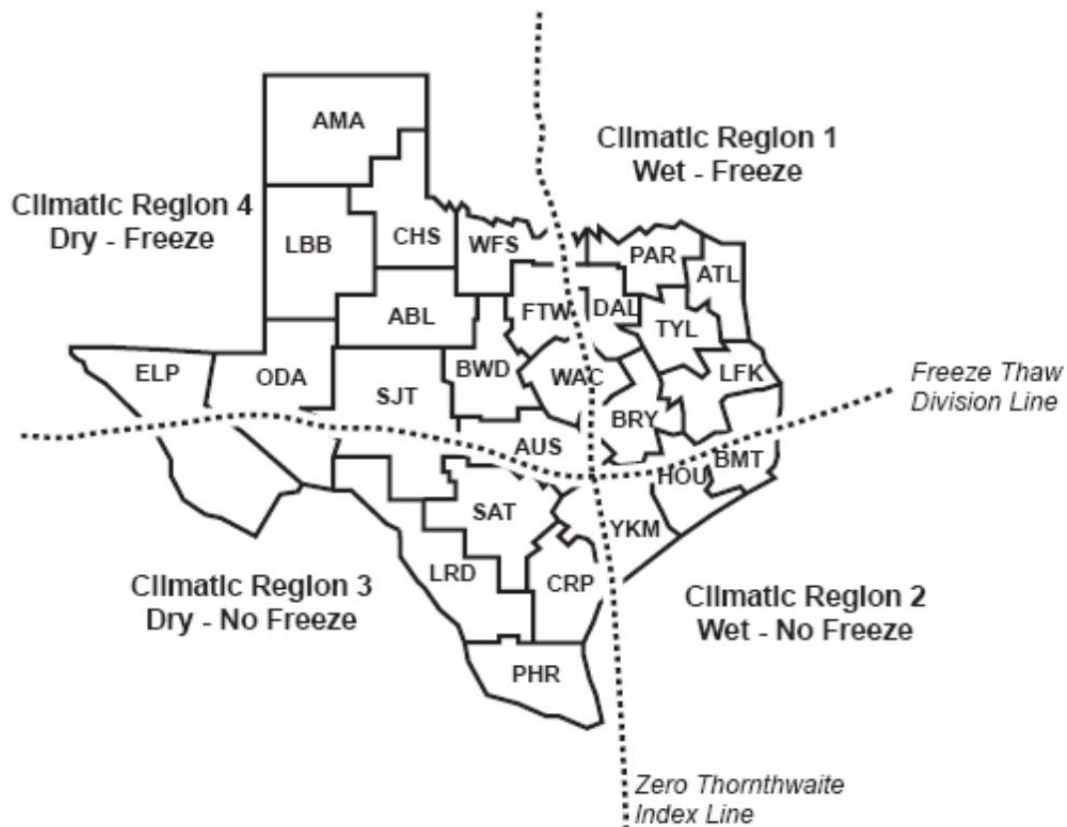 AMA
Climatic Region 1
Wet - Freeze
Climatic Region 4
Dry - Freeze
LBB
CHS
WFS
PAR
ATL
FTW
DAL
ABL
TYL
ELP
ODA
BWD
WAC
LFK
Freeze Thaw
Division Line
SJT
BRY
AUS
BMT
HOU
SAT
YKM
LRD
CRP
Climatic Region 3
Dry - No Freeze
Climatic Region 2
Wet - No Freeze
PHR
Zero Thornthwaite
Index Line